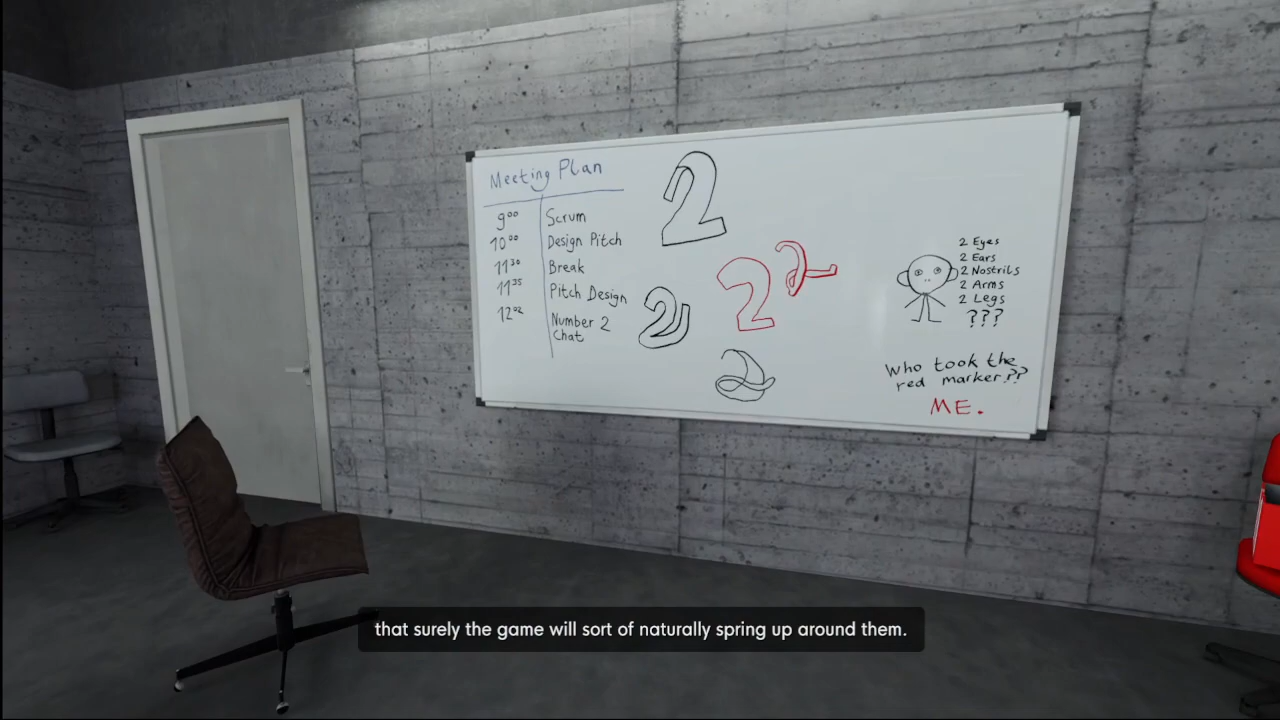 Meeting Plan
9⁰⁰ Scrum
10⁰⁰ Design Pitch
11³⁰ Break
11³⁵ Pitch Design
12⁰² Number 2
Chat
2
2
2
2
2
2 Eyes
2 Ears
2 Nostrils
2 Arms
2 Legs
???
Who took the
red marker??
ME.
that surely the game will sort of naturally spring up around them.